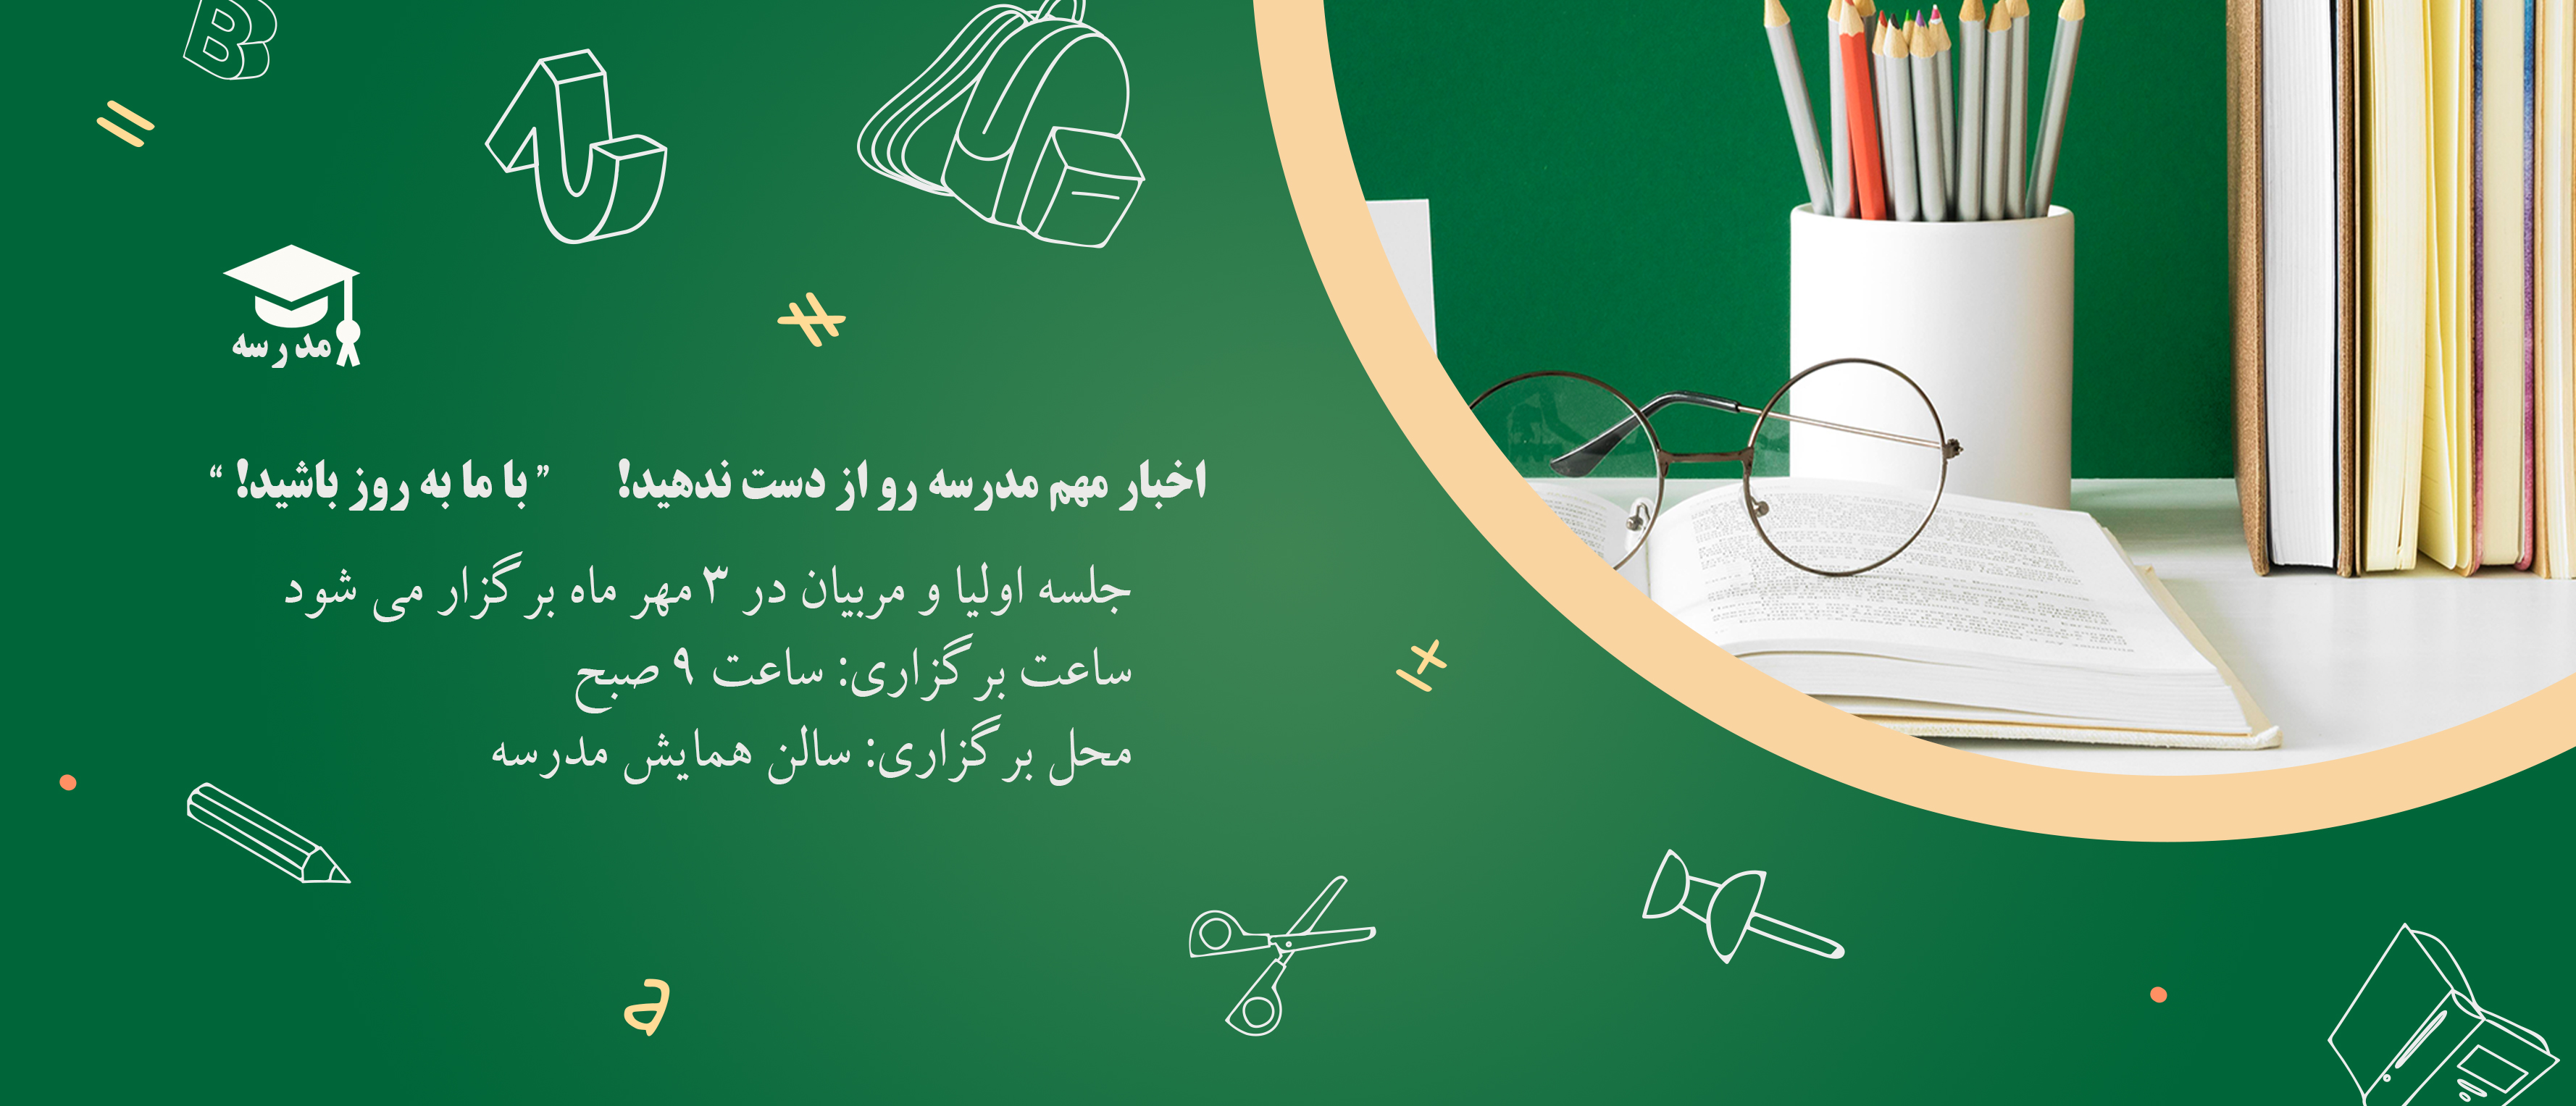 B
مدرسه
اخبار مهم مدرسه رو از دست ندهید! ”با ما به روز باشید!“
جلسه اولیا و مربیان در ۳ مهر ماه برگزار می شود
ساعت برگزاری: ساعت ۹ صبح
محل برگزاری: سالن همایش مدرسه
a